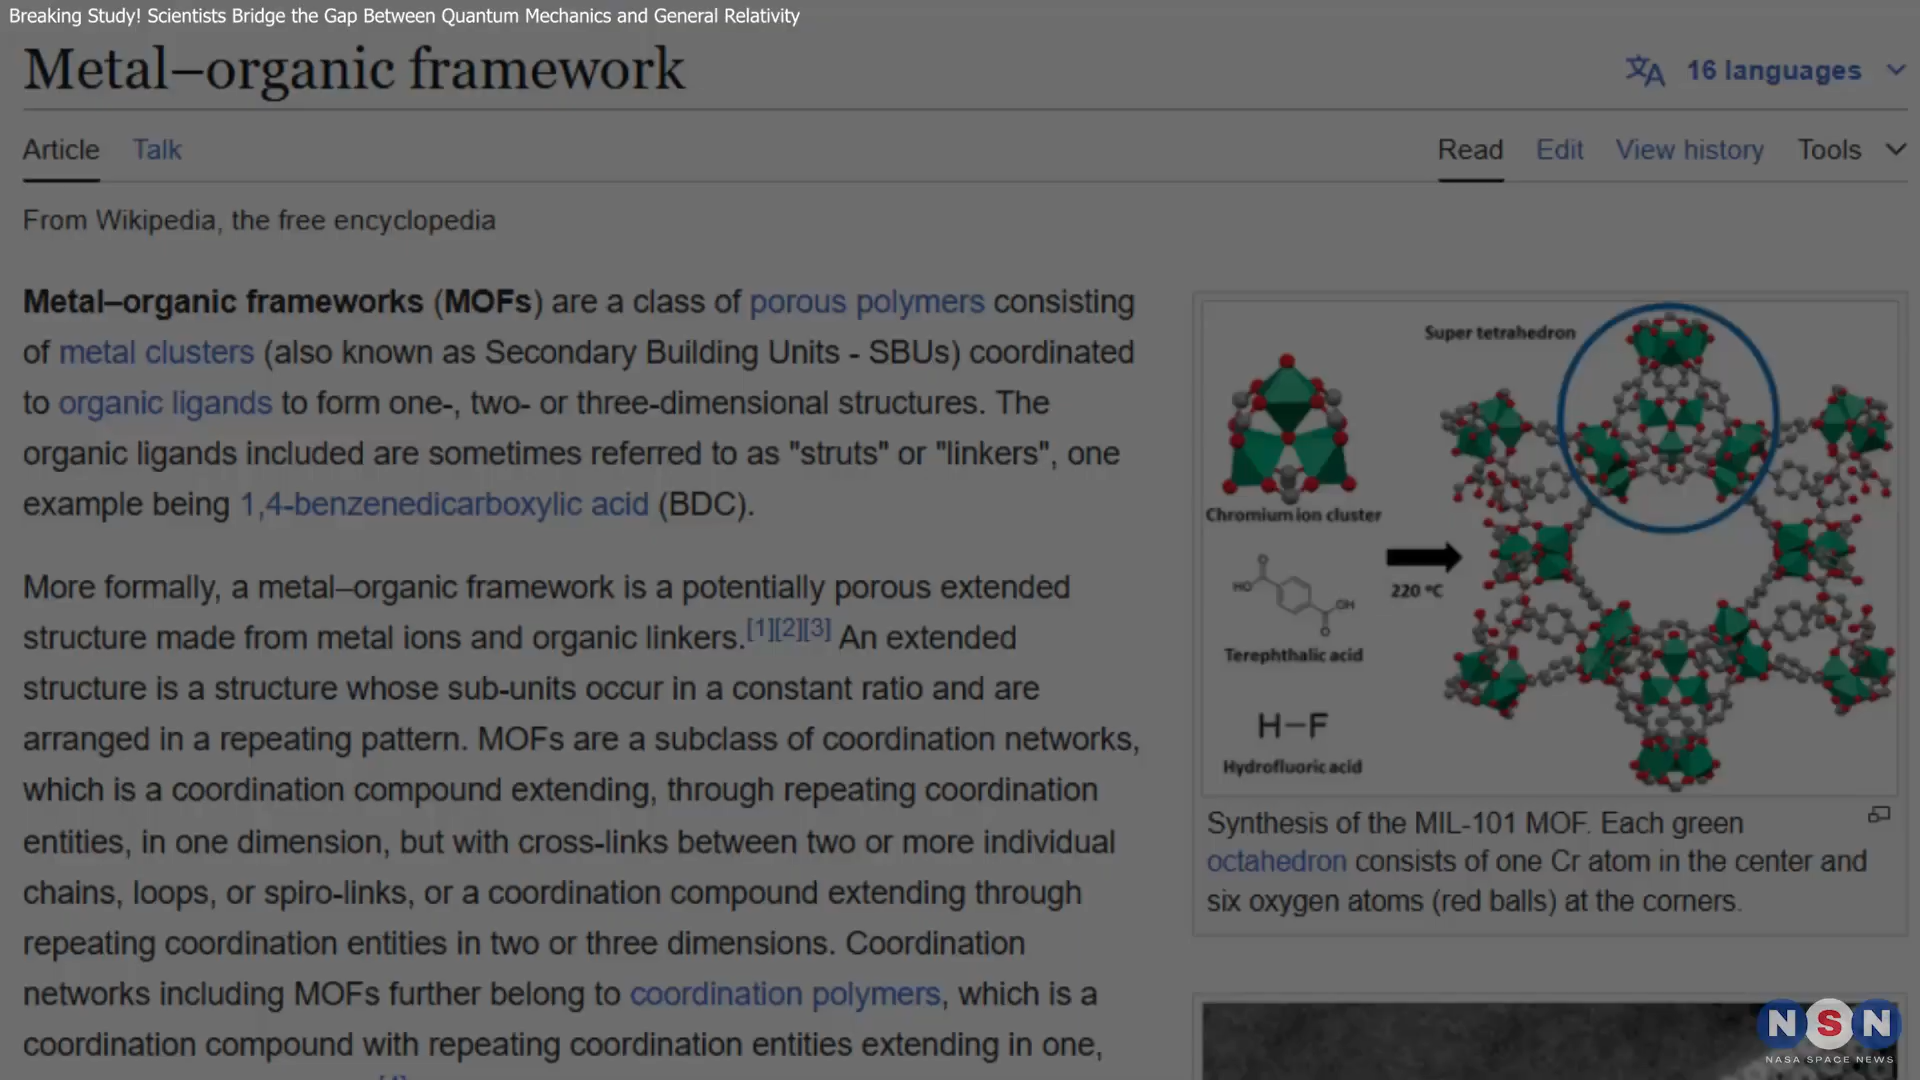 Breaking Study! Scientists Bridge the Gap Between Quantum Mechanics and General Relativity
Metal–organic framework
16 languages
Article Talk
Read Edit View history Tools
From Wikipedia, the free encyclopedia
Metal–organic frameworks (MOFs) are a class of porous polymers consisting
of metal clusters (also known as Secondary Building Units - SBUs) coordinated
to organic ligands to form one-, two- or three-dimensional structures. The
organic ligands included are sometimes referred to as "struts" or "linkers", one
example being 1,4-benzenedicarboxylic acid (BDC).
More formally, a metal–organic framework is a potentially porous extended
structure made from metal ions and organic linkers.[1][2][3] An extended
structure is a structure whose sub-units occur in a constant ratio and are
arranged in a repeating pattern. MOFs are a subclass of coordination networks,
which is a coordination compound extending, through repeating coordination
entities, in one dimension, but with cross-links between two or more individual
chains, loops, or spiro-links, or a coordination compound extending through
repeating coordination entities in two or three dimensions. Coordination
networks including MOFs further belong to coordination polymers, which is a
coordination compound with repeating coordination entities extending in one,
Super tetrahedron
Chromium ion cluster
HO
OH
220 ºC
Terephthalic acid
H–F
Hydrofluoric acid
Synthesis of the MIL-101 MOF. Each green
octahedron consists of one Cr atom in the center and
six oxygen atoms (red balls) at the corners.
NSN
NASA SPACE NEWS